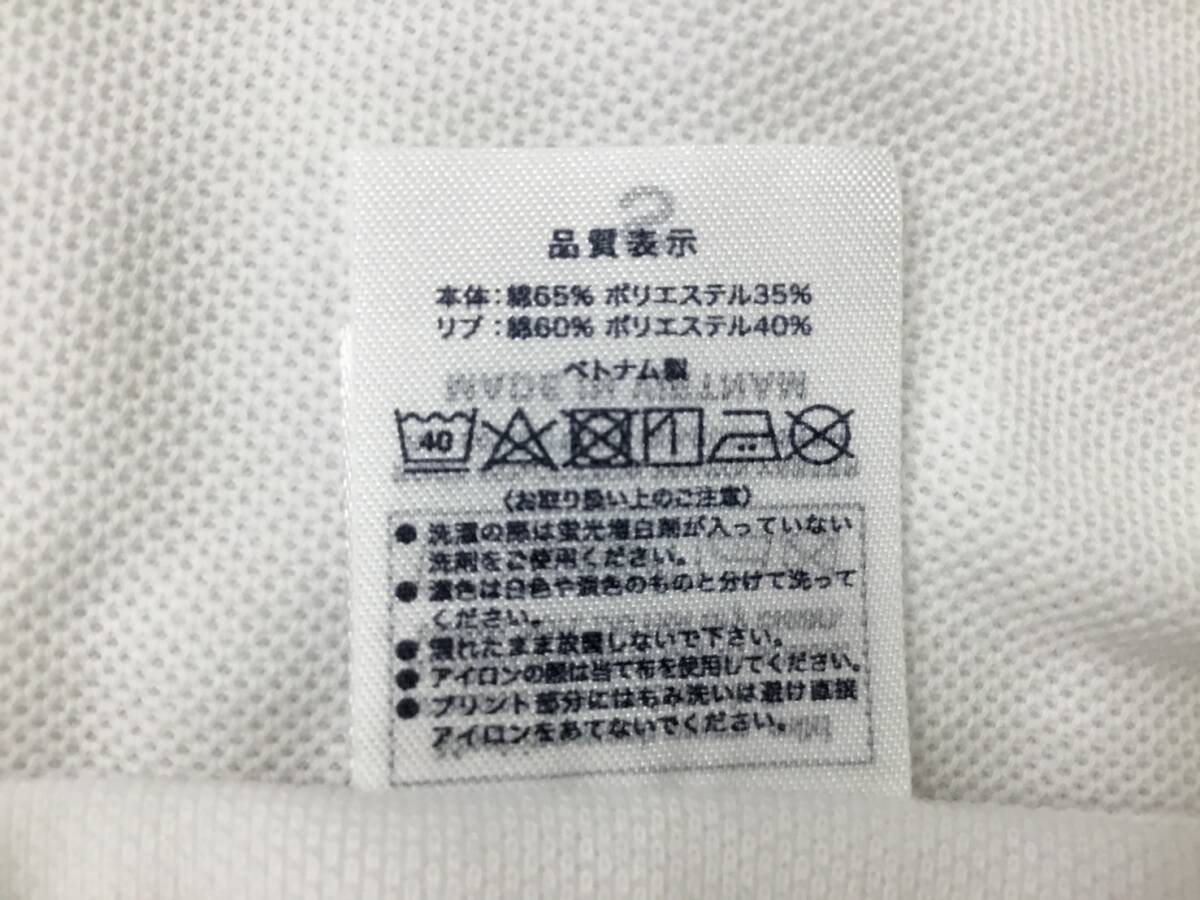 品質表示
本体:綿65% ポリエステル35%
リブ:綿60% ポリエステル40%
ベトナム製
40
〈お取り扱い上のご注意〉
● 洗濯の際は蛍光増白剤が入っていない
洗剤をご使用ください。
● 濃色は白色や淡色のものと分けて洗って
ください。
● 濡れたまま放置しないで下さい。
● アイロンの際は当て布を使用してください。
● プリント部分にはもみ洗いは避け直接
アイロンをあてないでください。